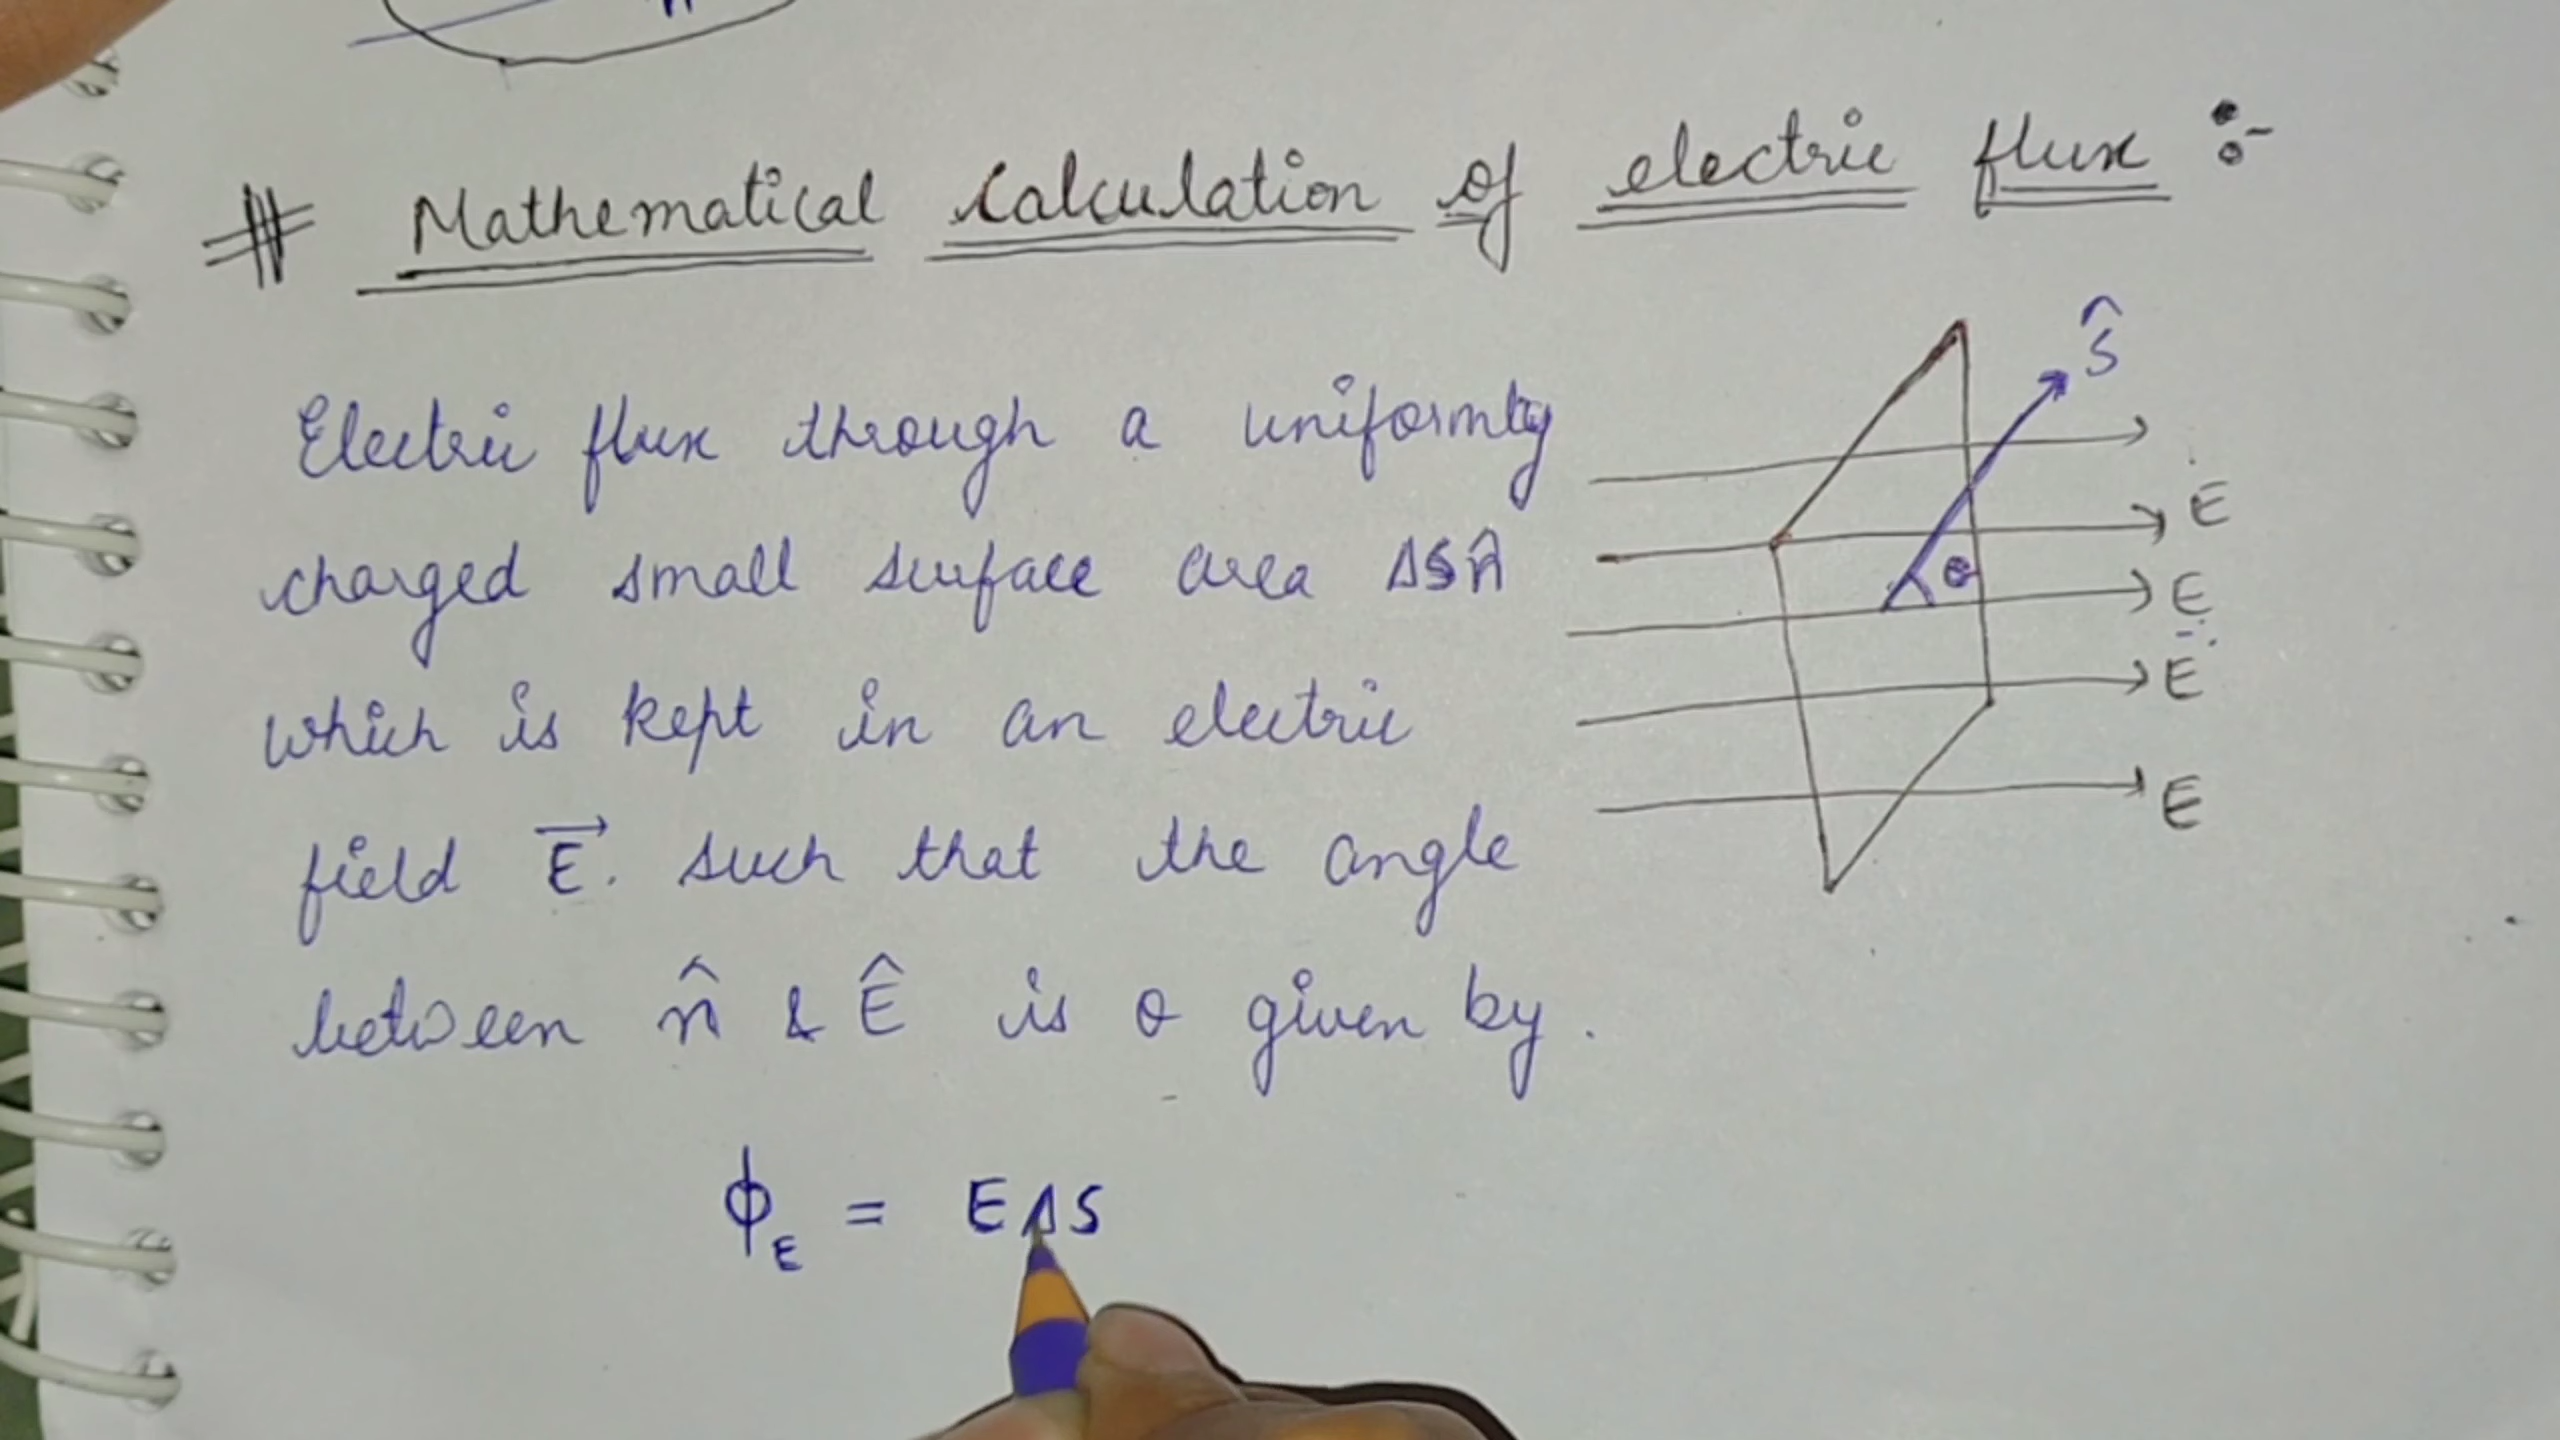 # Mathematical Calculation of electric flux :-
Electric flux through a uniformly
charged small surface area ΔSn̂
which is kept in an electric
field E⃗. such that the angle
between n̂ & Ê is θ given by.
ϕ_E = EΔS
Ŝ
E
θ
E
E
E